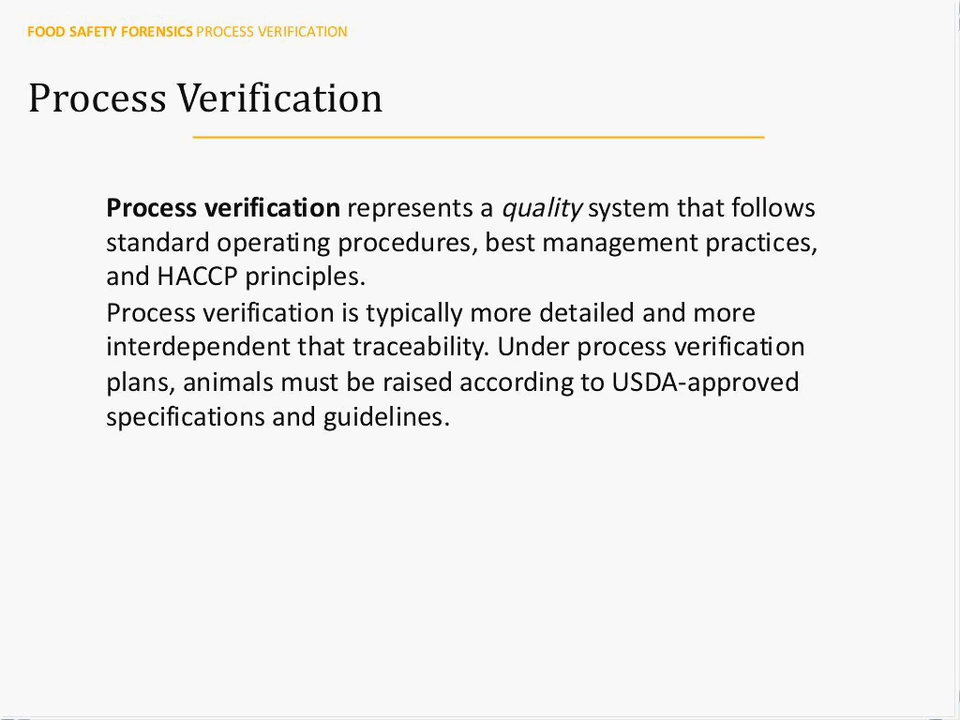 FOOD SAFETY FORENSICS PROCESS VERIFICATION
Process Verification
Process verification represents a quality system that follows
standard operating procedures, best management practices,
and HACCP principles.
Process verification is typically more detailed and more
interdependent that traceability. Under process verification
plans, animals must be raised according to USDA-approved
specifications and guidelines.